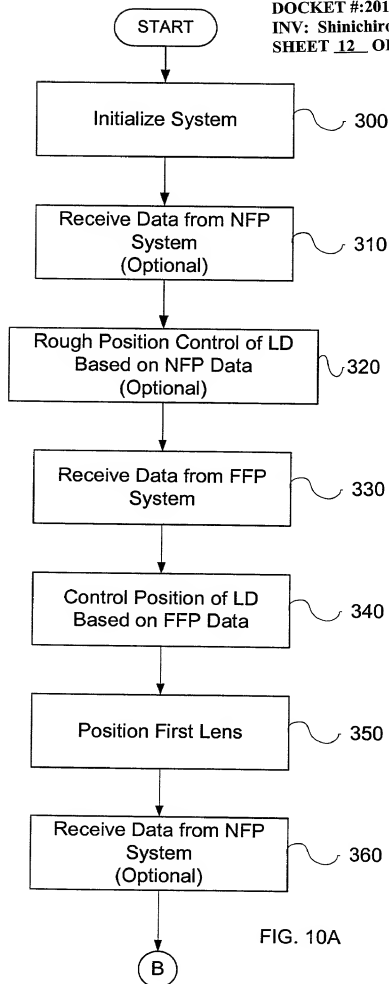 DOCKET #:201
INV: Shinichir
SHEET 12 O
START
Initialize System
300
Receive Data from NFP
System
(Optional)
310
Rough Position Control of LD
Based on NFP Data
(Optional)
320
Receive Data from FFP
System
330
Control Position of LD
Based on FFP Data
340
Position First Lens
350
Receive Data from NFP
System
(Optional)
360
FIG. 10A
B